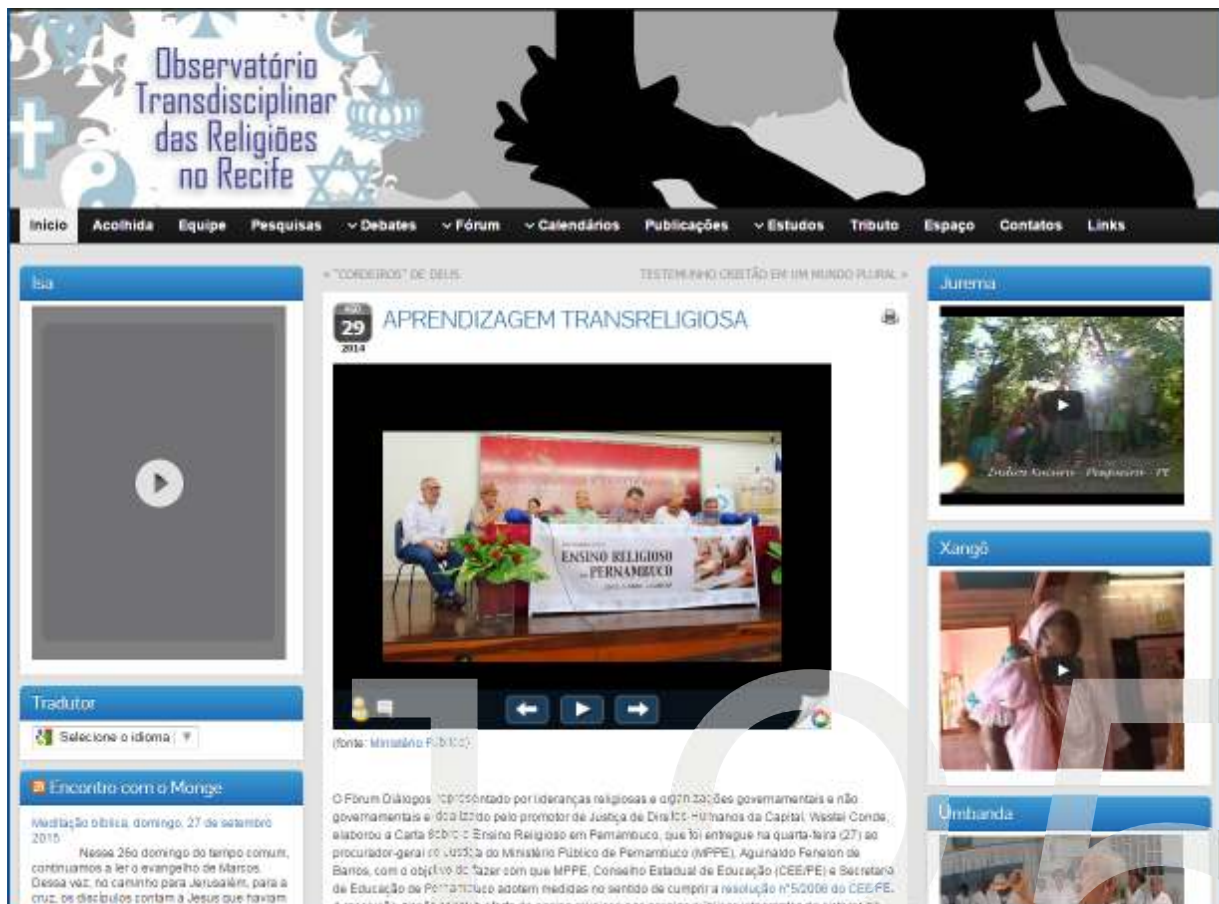 Observatório
Transdisciplinar
das Religiões
no Recife
Início Acolhida Equipe Pesquisas Debates Fórum Calendários Publicações Estudos Tributo Espaço Contatos Links
Isa
Tradutor
Selecione o idioma
Encontro com o Monge
Meditação bíblica, domingo, 27 de setembro
2015
Nesse 26o domingo do tempo comum,
continuamos a ler o evangelho de Marcos.
Dessa vez, no caminho para Jerusalém, para a
cruz, os discípulos contam a Jesus que haviam
« "CORDEIROS" DE DEUS
TESTEMUNHO CRISTÃO EM UM MUNDO PLURAL »
AGO
29
2014
APRENDIZAGEM TRANSRELIGIOSA
ENSINO RELIGIOSO
EM PERNAMBUCO
(fonte: Ministério Público)
O Fórum Diálogos, representado por lideranças religiosas e organizações governamentais e não
governamentais e idealizado pelo promotor de Justiça de Direitos Humanos da Capital, Westei Conde,
elaborou a Carta Sobre o Ensino Religioso em Pernambuco, que foi entregue na quarta-feira (27) ao
procurador-geral de Justiça do Ministério Público de Pernambuco (MPPE), Aguinaldo Fenelon de
Barros, com o objetivo de fazer com que MPPE, Conselho Estadual de Educação (CEE/PE) e Secretaria
de Educação de Pernambuco adotem medidas no sentido de cumprir a resolução n°5/2006 do CEE/PE.
Jurema
Xangô
Umbanda
195